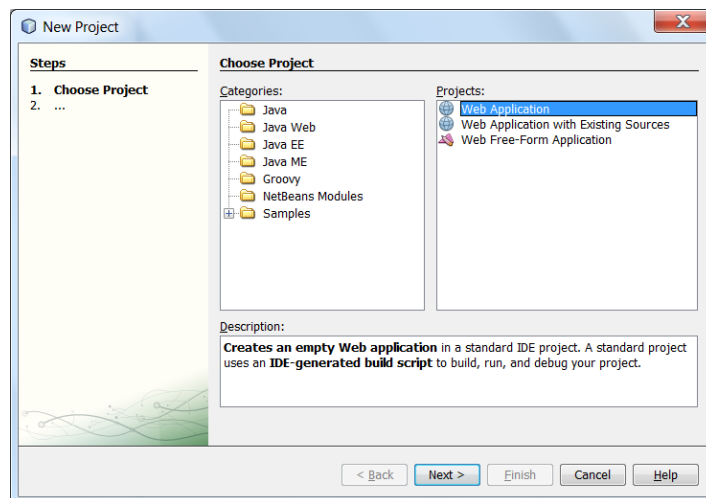 New Project
Steps
1. Choose Project
2. ...
Choose Project
Categories:
Java
Java Web
Java EE
Java ME
Groovy
NetBeans Modules
Samples
Projects:
Web Application
Web Application with Existing Sources
Web Free-Form Application
Description:
Creates an empty Web application in a standard IDE project. A standard project
uses an IDE-generated build script to build, run, and debug your project.
< Back
Next >
Finish
Cancel
Help